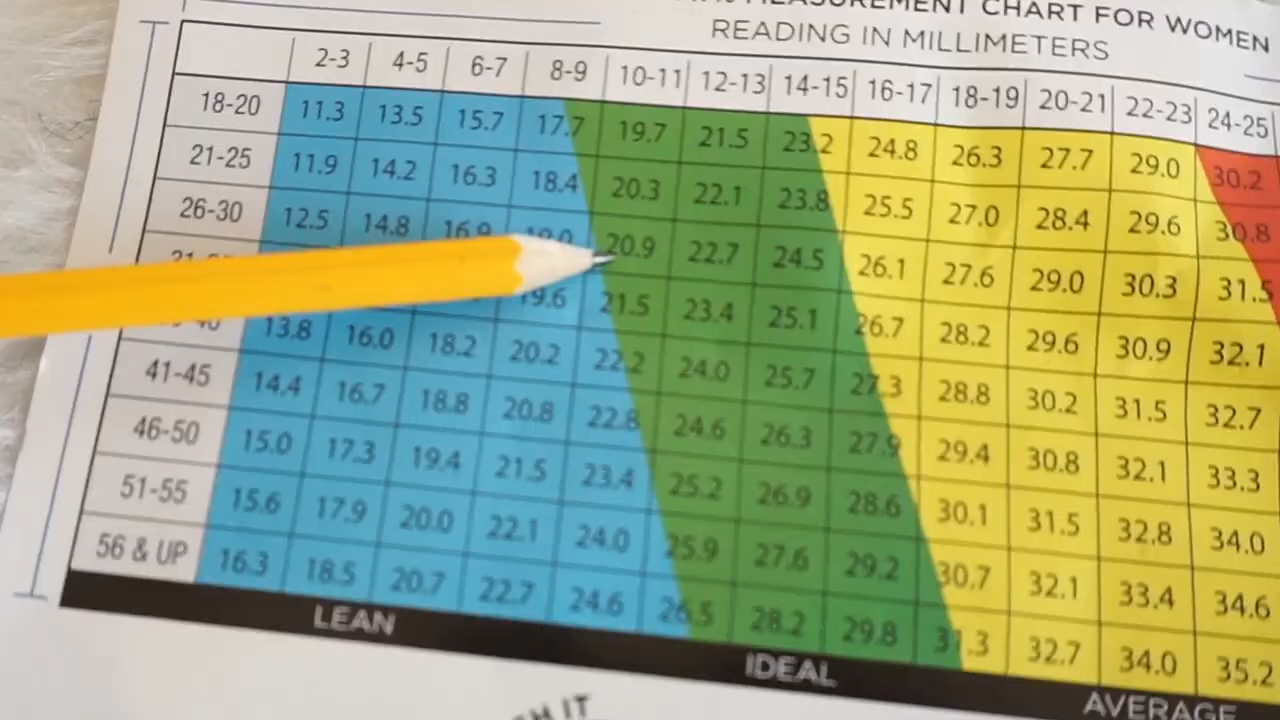 MEASUREMENT CHART FOR WOMEN
READING IN MILLIMETERS
2-3 4-5 6-7 8-9 10-11 12-13 14-15 16-17 18-19 20-21 22-23 24-25
18-20 11.3 13.5 15.7 17.7 19.7 21.5 23.2 24.8 26.3 27.7 29.0 30.2
21-25 11.9 14.2 16.3 18.4 20.3 22.1 23.8 25.5 27.0 28.4 29.6 30.8
26-30 12.5 14.8 16.9 19.0 20.9 22.7 24.5 26.1 27.6 29.0 30.3 31.5
19.6 21.5 23.4 25.1 26.7 28.2 29.6 30.9 32.1
13.8 16.0 18.2 20.2 22.2 24.0 25.7 27.3 28.8 30.2 31.5 32.7
41-45 14.4 16.7 18.8 20.8 22.8 24.6 26.3 27.9 29.4 30.8 32.1 33.3
46-50 15.0 17.3 19.4 21.5 23.4 25.2 26.9 28.6 30.1 31.5 32.8 34.0
51-55 15.6 17.9 20.0 22.1 24.0 25.9 27.6 29.2 30.7 32.1 33.4 34.6
56 & UP 16.3 18.5 20.7 22.7 24.6 26.5 28.2 29.8 31.3 32.7 34.0 35.2
LEAN IDEAL AVERAGE
IT